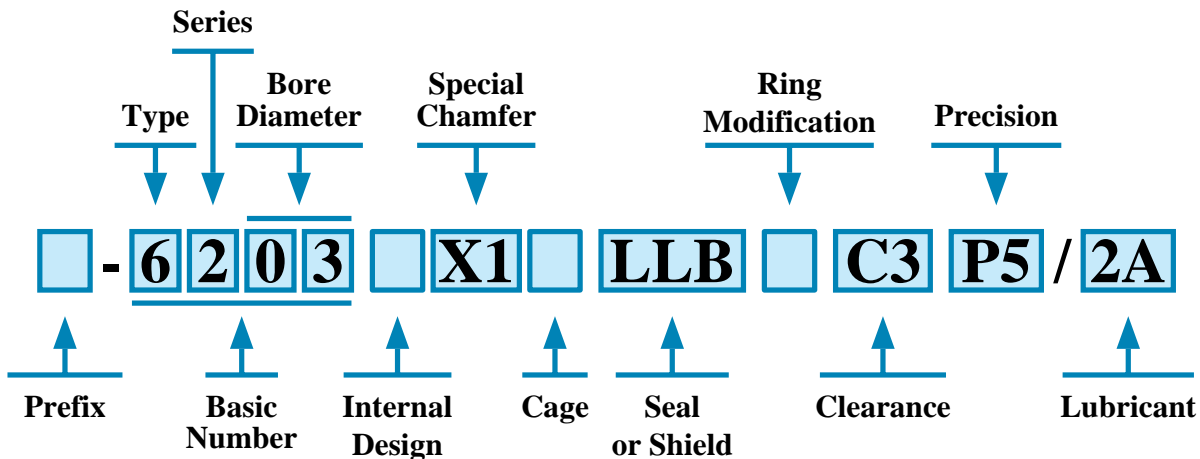 Series
Bore
Diameter
Type
Special
Chamfer
Ring
Modification
Precision
- 6 2 0 3 X1 LLB C3 P5 / 2A
Prefix
Basic
Number
Internal
Design
Cage
Seal
or Shield
Clearance
Lubricant